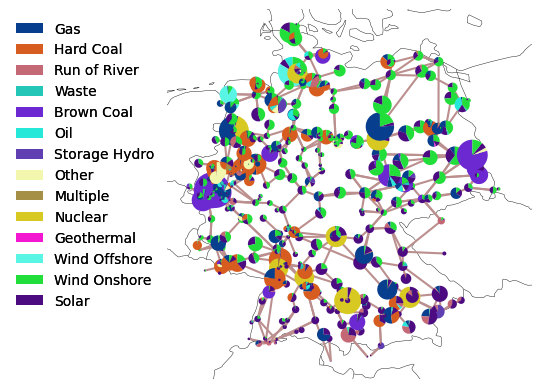 Gas
Hard Coal
Run of River
Waste
Brown Coal
Oil
Storage Hydro
Other
Multiple
Nuclear
Geothermal
Wind Offshore
Wind Onshore
Solar